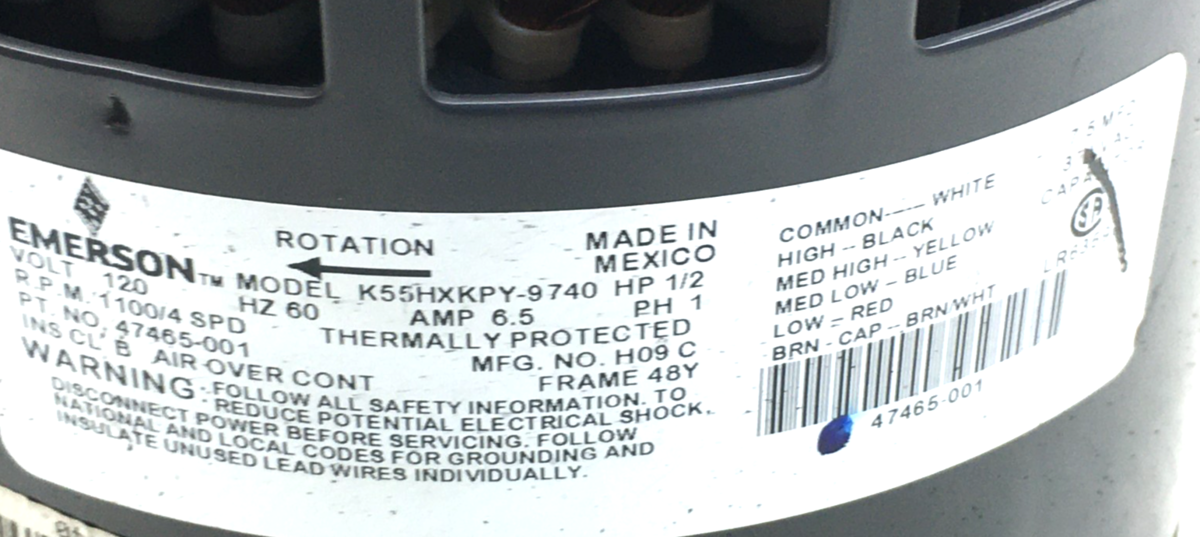 EMERSON™
ROTATION
MADE IN
MEXICO
MODEL K55HXKPY-9740 HP 1/2
VOLT 120 HZ 60 AMP 6.5 PH 1
R.P.M. 1100/4 SPD THERMALLY PROTECTED
PT. NO. 47465-001 MFG. NO. H09 C
INS CL B AIR OVER CONT FRAME 48Y
WARNING: FOLLOW ALL SAFETY INFORMATION. TO
REDUCE POTENTIAL ELECTRICAL SHOCK,
DISCONNECT POWER BEFORE SERVICING. FOLLOW
NATIONAL AND LOCAL CODES FOR GROUNDING AND
INSULATE UNUSED LEAD WIRES INDIVIDUALLY.
COMMON---- WHITE
HIGH -- BLACK
MED HIGH -- YELLOW
MED LOW - BLUE
LOW - RED
BRN - CAP -- BRN/WHT
47465-001